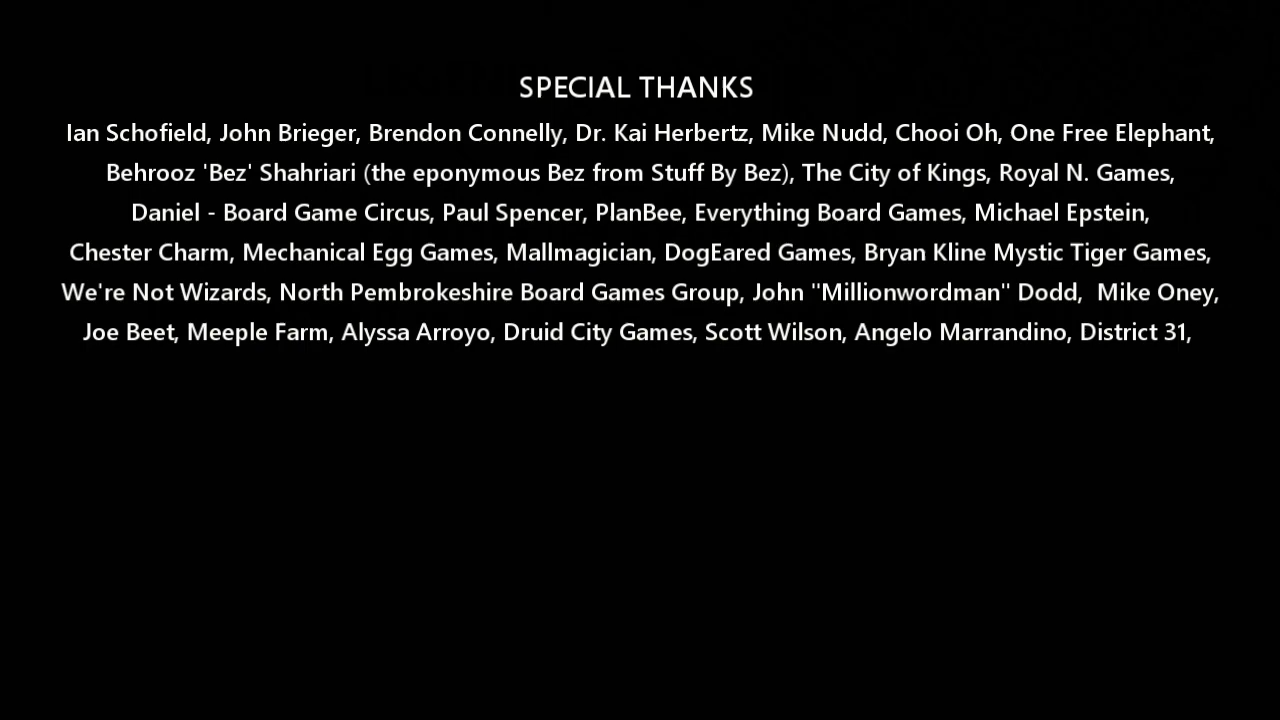 SPECIAL THANKS
Ian Schofield, John Brieger, Brendon Connelly, Dr. Kai Herbertz, Mike Nudd, Chooi Oh, One Free Elephant,
Behrooz 'Bez' Shahriari (the eponymous Bez from Stuff By Bez), The City of Kings, Royal N. Games,
Daniel - Board Game Circus, Paul Spencer, PlanBee, Everything Board Games, Michael Epstein,
Chester Charm, Mechanical Egg Games, Mallmagician, DogEared Games, Bryan Kline Mystic Tiger Games,
We're Not Wizards, North Pembrokeshire Board Games Group, John "Millionwordman" Dodd,  Mike Oney,
Joe Beet, Meeple Farm, Alyssa Arroyo, Druid City Games, Scott Wilson, Angelo Marrandino, District 31,